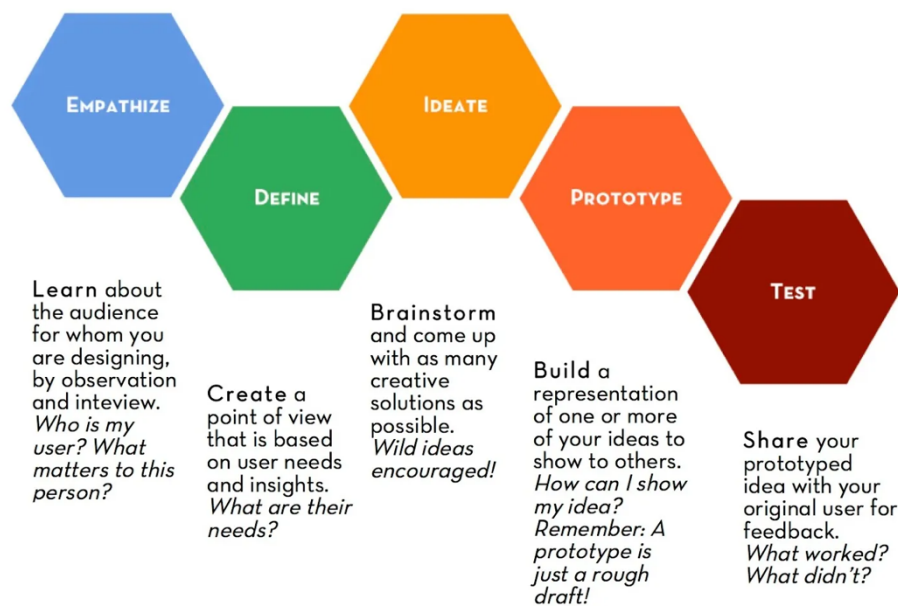 EMPATHIZE
DEFINE
IDEATE
PROTOTYPE
TEST
Learn about
the audience
for whom you
are designing,
by observation
and inteview.
Who is my
user? What
matters to this
person?
Create a
point of view
that is based
on user needs
and insights.
What are their
needs?
Brainstorm
and come up
with as many
creative
solutions as
possible.
Wild ideas
encouraged!
Build a
representation
of one or more
of your ideas to
show to others.
How can I show
my idea?
Remember: A
prototype is
just a rough
draft!
Share your
prototyped
idea with your
original user for
feedback.
What worked?
What didn't?